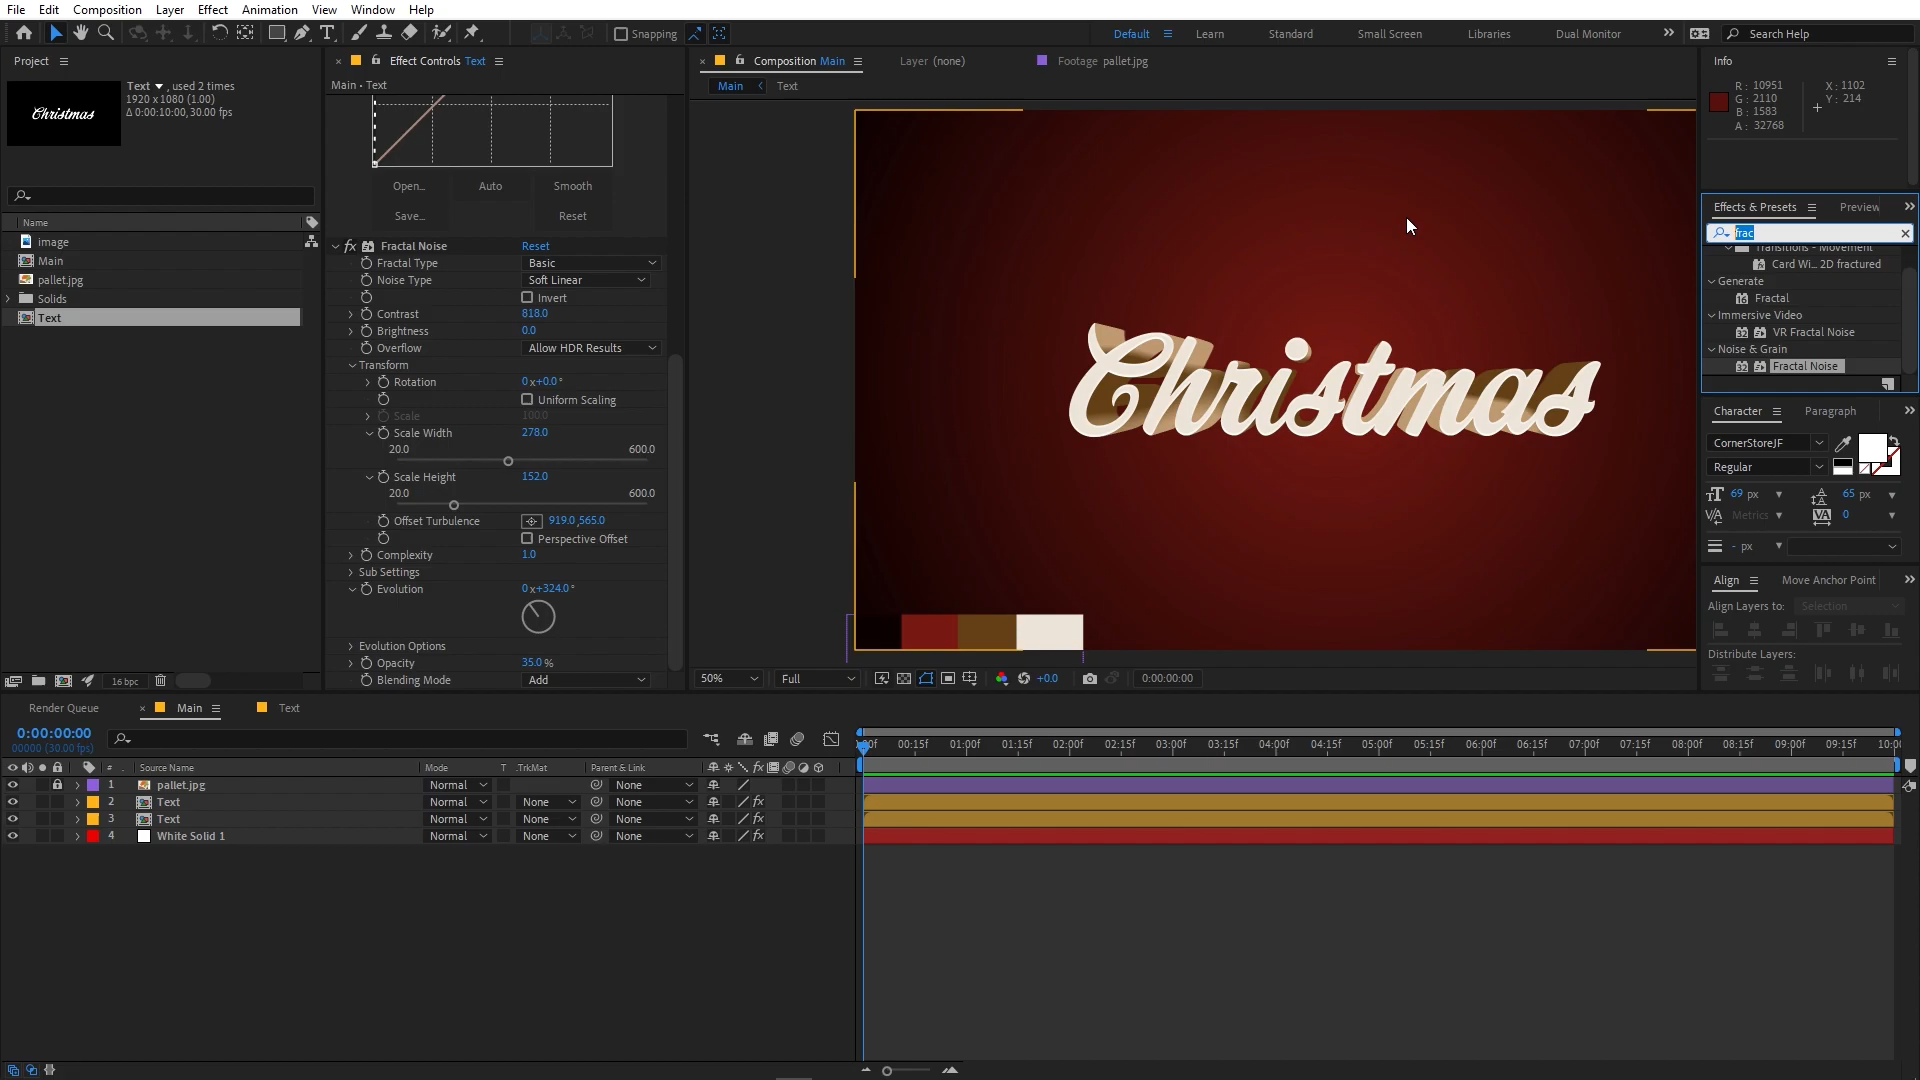 File Edit Composition Layer Effect Animation View Window Help
Snapping
Default Learn Standard Small Screen Libraries Dual Monitor
Search Help
Project
Text , used 2 times
1920 x 1080 (1.00)
Δ 0:00:10:00, 30.00 fps
Christmas
Name
image
Main
pallet.jpg
Solids
Text
16 bpc
Effect Controls Text
Main • Text
Open... Auto Smooth
Save... Reset
fx Fractal Noise Reset
Fractal Type Basic
Noise Type Soft Linear
Invert
Contrast 818.0
Brightness 0.0
Overflow Allow HDR Results
Transform
Rotation 0x+0.0°
Uniform Scaling
Scale 100.0
Scale Width 278.0
20.0 600.0
Scale Height 152.0
20.0 600.0
Offset Turbulence 919.0,565.0
Perspective Offset
Complexity 1.0
Sub Settings
Evolution 0x+324.0°
Evolution Options
Opacity 35.0 %
Blending Mode Add
Composition Main Layer (none) Footage pallet.jpg
Main Text
Christmas
50% Full +0.0 0:00:00:00
Info
R: 10951 X: 1102
G: 2110 Y: 214
B: 1583
A: 32768
Effects & Presets Preview
frac
Transitions - Movement
Card Wi... 2D fractured
Generate
16 Fractal
Immersive Video
32 VR Fractal Noise
Noise & Grain
32 Fractal Noise
Character Paragraph
CornerStoreJF
Regular
69 px 65 px
Metrics 0
- px
Align Move Anchor Point
Align Layers to: Selection
Distribute Layers:
Render Queue Main Text
0:00:00:00
00000 (30.00 fps)
# Source Name Mode T .TrkMat Parent & Link fx
1 pallet.jpg Normal None
2 Text Normal None None fx
3 Text Normal None None fx
4 White Solid 1 Normal None None fx
:00f 00:15f 01:00f 01:15f 02:00f 02:15f 03:00f 03:15f 04:00f 04:15f 05:00f 05:15f 06:00f 06:15f 07:00f 07:15f 08:00f 08:15f 09:00f 09:15f 10:0